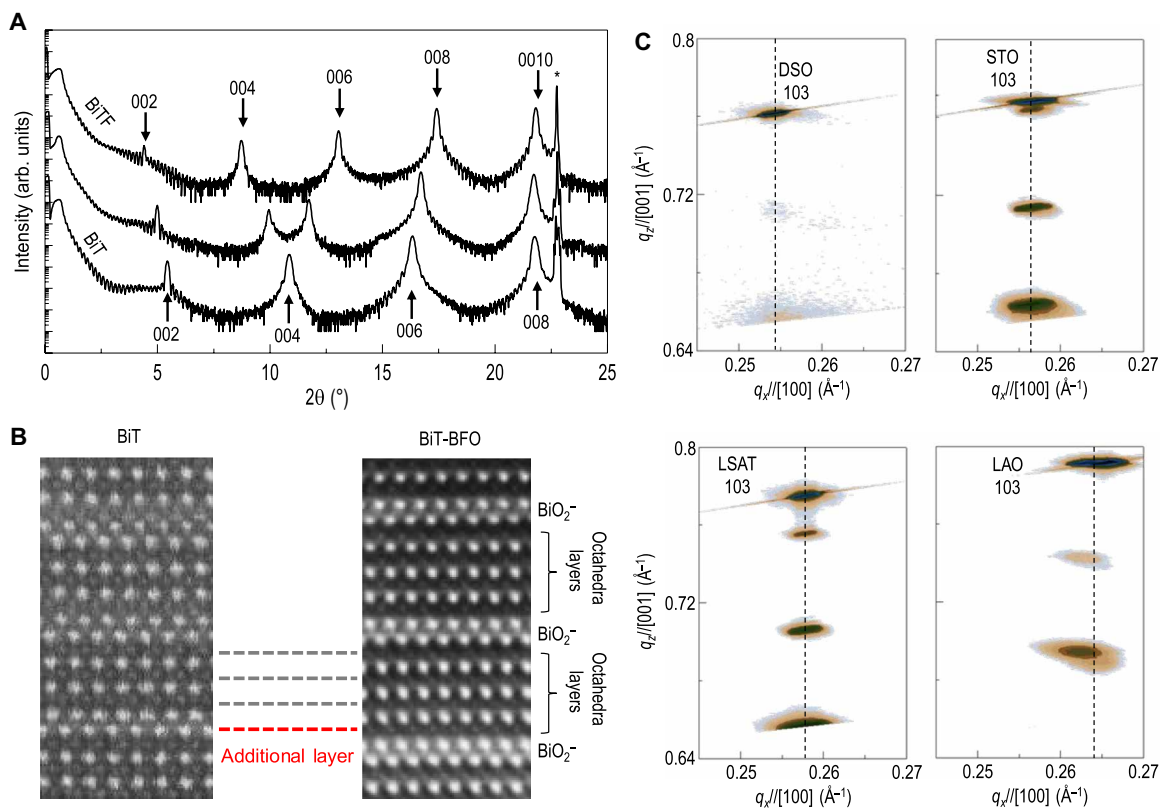 A
Intensity (arb. units)
002
004
006
008
0010
*
BiTF
BiT
002
004
006
008
0
5
10
15
20
25
2θ (°)
B
BiT
BiT-BFO
BiO2⁻
Octahedra
layers
BiO2⁻
Octahedra
layers
BiO2⁻
Additional layer
C
0.8
0.72
0.64
qz//[001] (Å⁻¹)
DSO
103
0.25
0.26
0.27
qx//[100] (Å⁻¹)
STO
103
0.25
0.26
0.27
qx//[100] (Å⁻¹)
0.8
0.72
0.64
qz//[001] (Å⁻¹)
LSAT
103
0.25
0.26
0.27
qx//[100] (Å⁻¹)
LAO
103
0.25
0.26
0.27
qx//[100] (Å⁻¹)